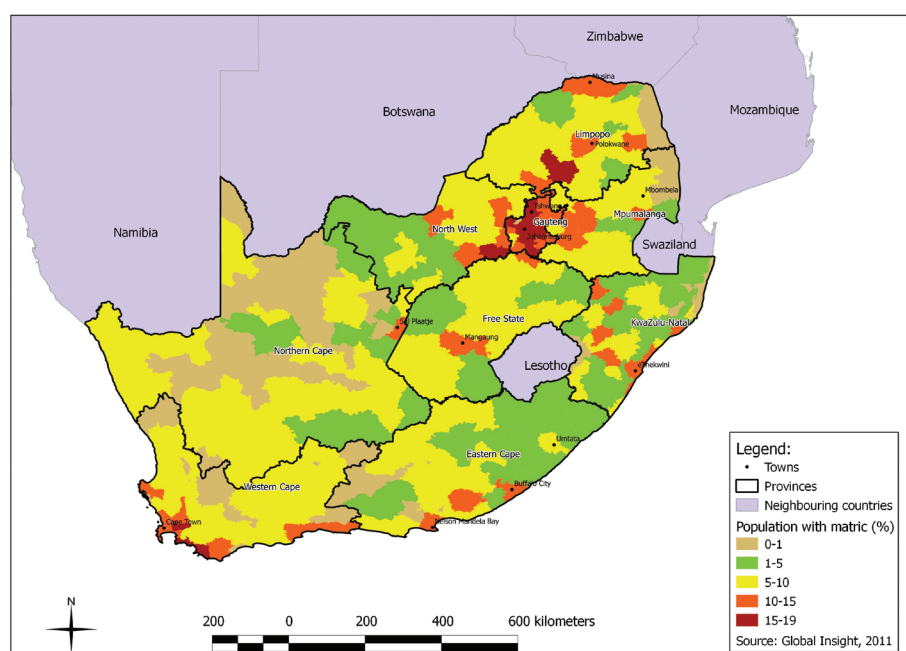 Zimbabwe
Musina
Botswana
Mozambique
Limpopo
Polokwane
Mbombela
Tshwane
Mpumalanga
Gauteng
North West
Johannesburg
Namibia
Swaziland
Free State
Sol Plaatje
KwaZulu-Natal
Mangaung
Northern Cape
Lesotho
eThekwini
Umtata
Eastern Cape
Western Cape
Buffalo City
Cape Town
Nelson Mandela Bay
Legend:
Towns
Provinces
Neighbouring countries
Population with matric (%)
0-1
1-5
5-10
10-15
15-19
Source: Global Insight, 2011
N
200 0 200 400 600 kilometers